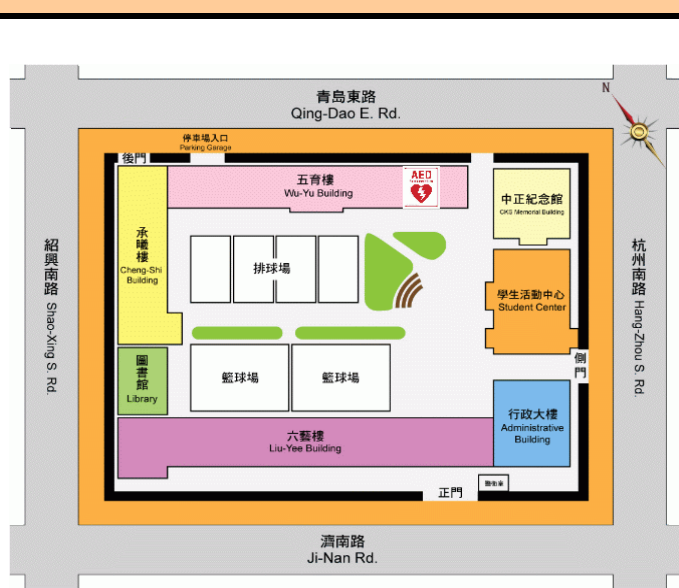 青島東路
Qing-Dao E. Rd.
N
停車場入口
Parking Garage
後門
五育樓
Wu-Yu Building
AED
中正紀念館
CKS Memorial Building
承曦樓
Cheng-Shi
Building
排球場
學生活動中心
Student Center
紹興南路 Shao-Xing S. Rd.
杭州南路 Hang-Zhou S. Rd.
側門
圖書館
Library
籃球場
籃球場
行政大樓
Administrative
Building
六藝樓
Liu-Yee Building
正門
濟南路
Ji-Nan Rd.